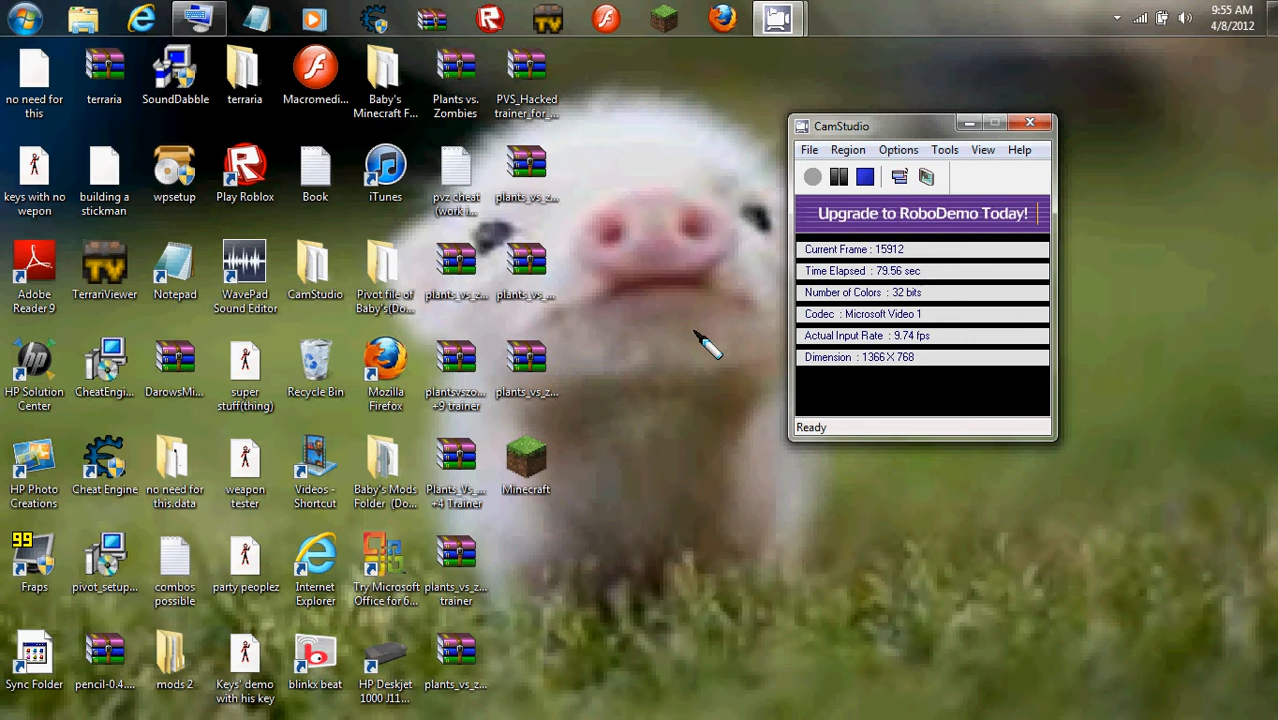 9:55 AM
4/8/2012
no need for
this
terraria
SoundDabble
terraria
Macromedi...
Baby's
Minecraft F...
Plants vs.
Zombies
PVS_Hacked
trainer_for_...
keys with no
wepon
building a
stickman
wpsetup
Play Roblox
Book
iTunes
pvz cheat
(work i...
plants_vs_z...
Adobe
Reader 9
TerrariViewer
Notepad
WavePad
Sound Editor
CamStudio
Pivot file of
Baby's(Do...
plants_vs_z...
plants_vs_...
HP Solution
Center
CheatEngi...
DarowsMi...
super
stuff(thing)
Recycle Bin
Mozilla
Firefox
plantsvszo...
+9 trainer
plants_vs_z...
HP Photo
Creations
Cheat Engine
no need for
this.data
weapon
tester
Videos -
Shortcut
Baby's Mods
Folder (Do...
Plants_Vs_...
+4 Trainer
Minecraft
99
Fraps
pivot_setup...
combos
possible
party peoplez
Internet
Explorer
Try Microsoft
Office for 6...
plants_vs_z...
trainer
Sync Folder
pencil-0.4....
mods 2
Keys' demo
with his key
blinkx beat
HP Deskjet
1000 J11...
plants_vs_z...
CamStudio
File Region Options Tools View Help
Upgrade to RoboDemo Today!
Current Frame : 15912
Time Elapsed : 79.56 sec
Number of Colors : 32 bits
Codec : Microsoft Video 1
Actual Input Rate : 9.74 fps
Dimension : 1366 X 768
Ready